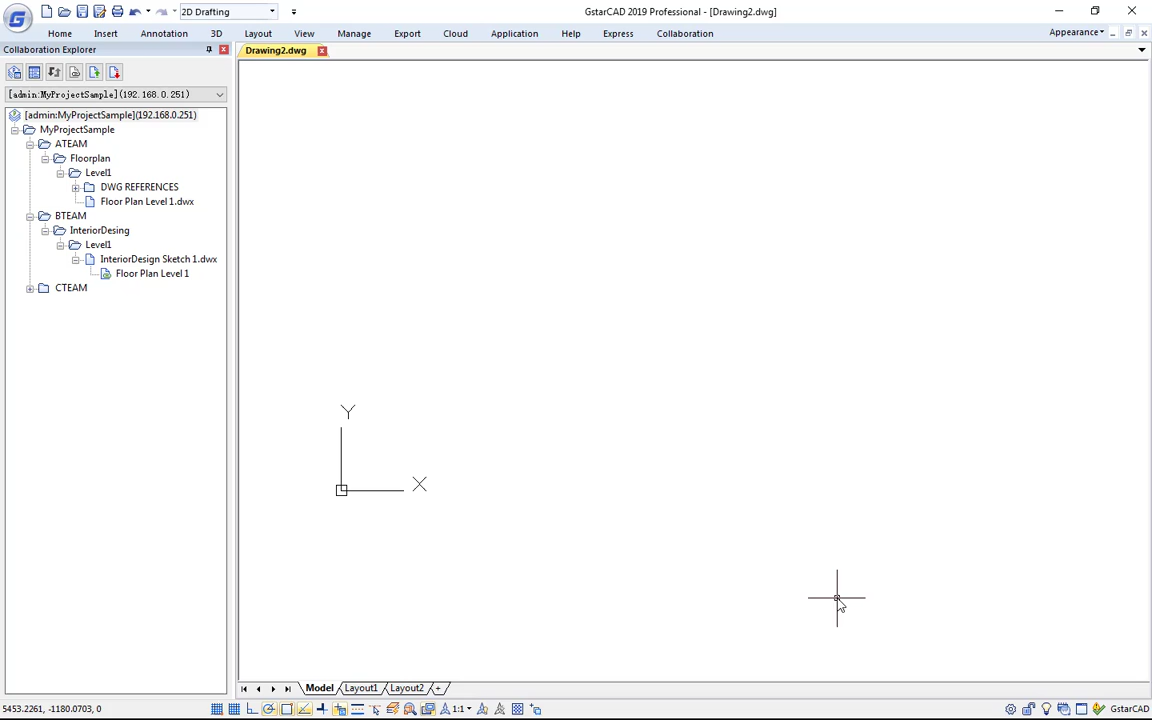 2D Drafting
GstarCAD 2019 Professional - [Drawing2.dwg]
Home Insert Annotation 3D Layout View Manage Export Cloud Application Help Express Collaboration Appearance
Collaboration Explorer
Drawing2.dwg
[admin:MyProjectSample](192.168.0.251)
[admin:MyProjectSample](192.168.0.251)
MyProjectSample
ATEAM
Floorplan
Level1
DWG REFERENCES
Floor Plan Level 1.dwx
BTEAM
InteriorDesing
Level1
InteriorDesign Sketch 1.dwx
Floor Plan Level 1
CTEAM
Y
X
Model Layout1 Layout2 +
5453.2261, -1180.0703, 0
1:1
GstarCAD